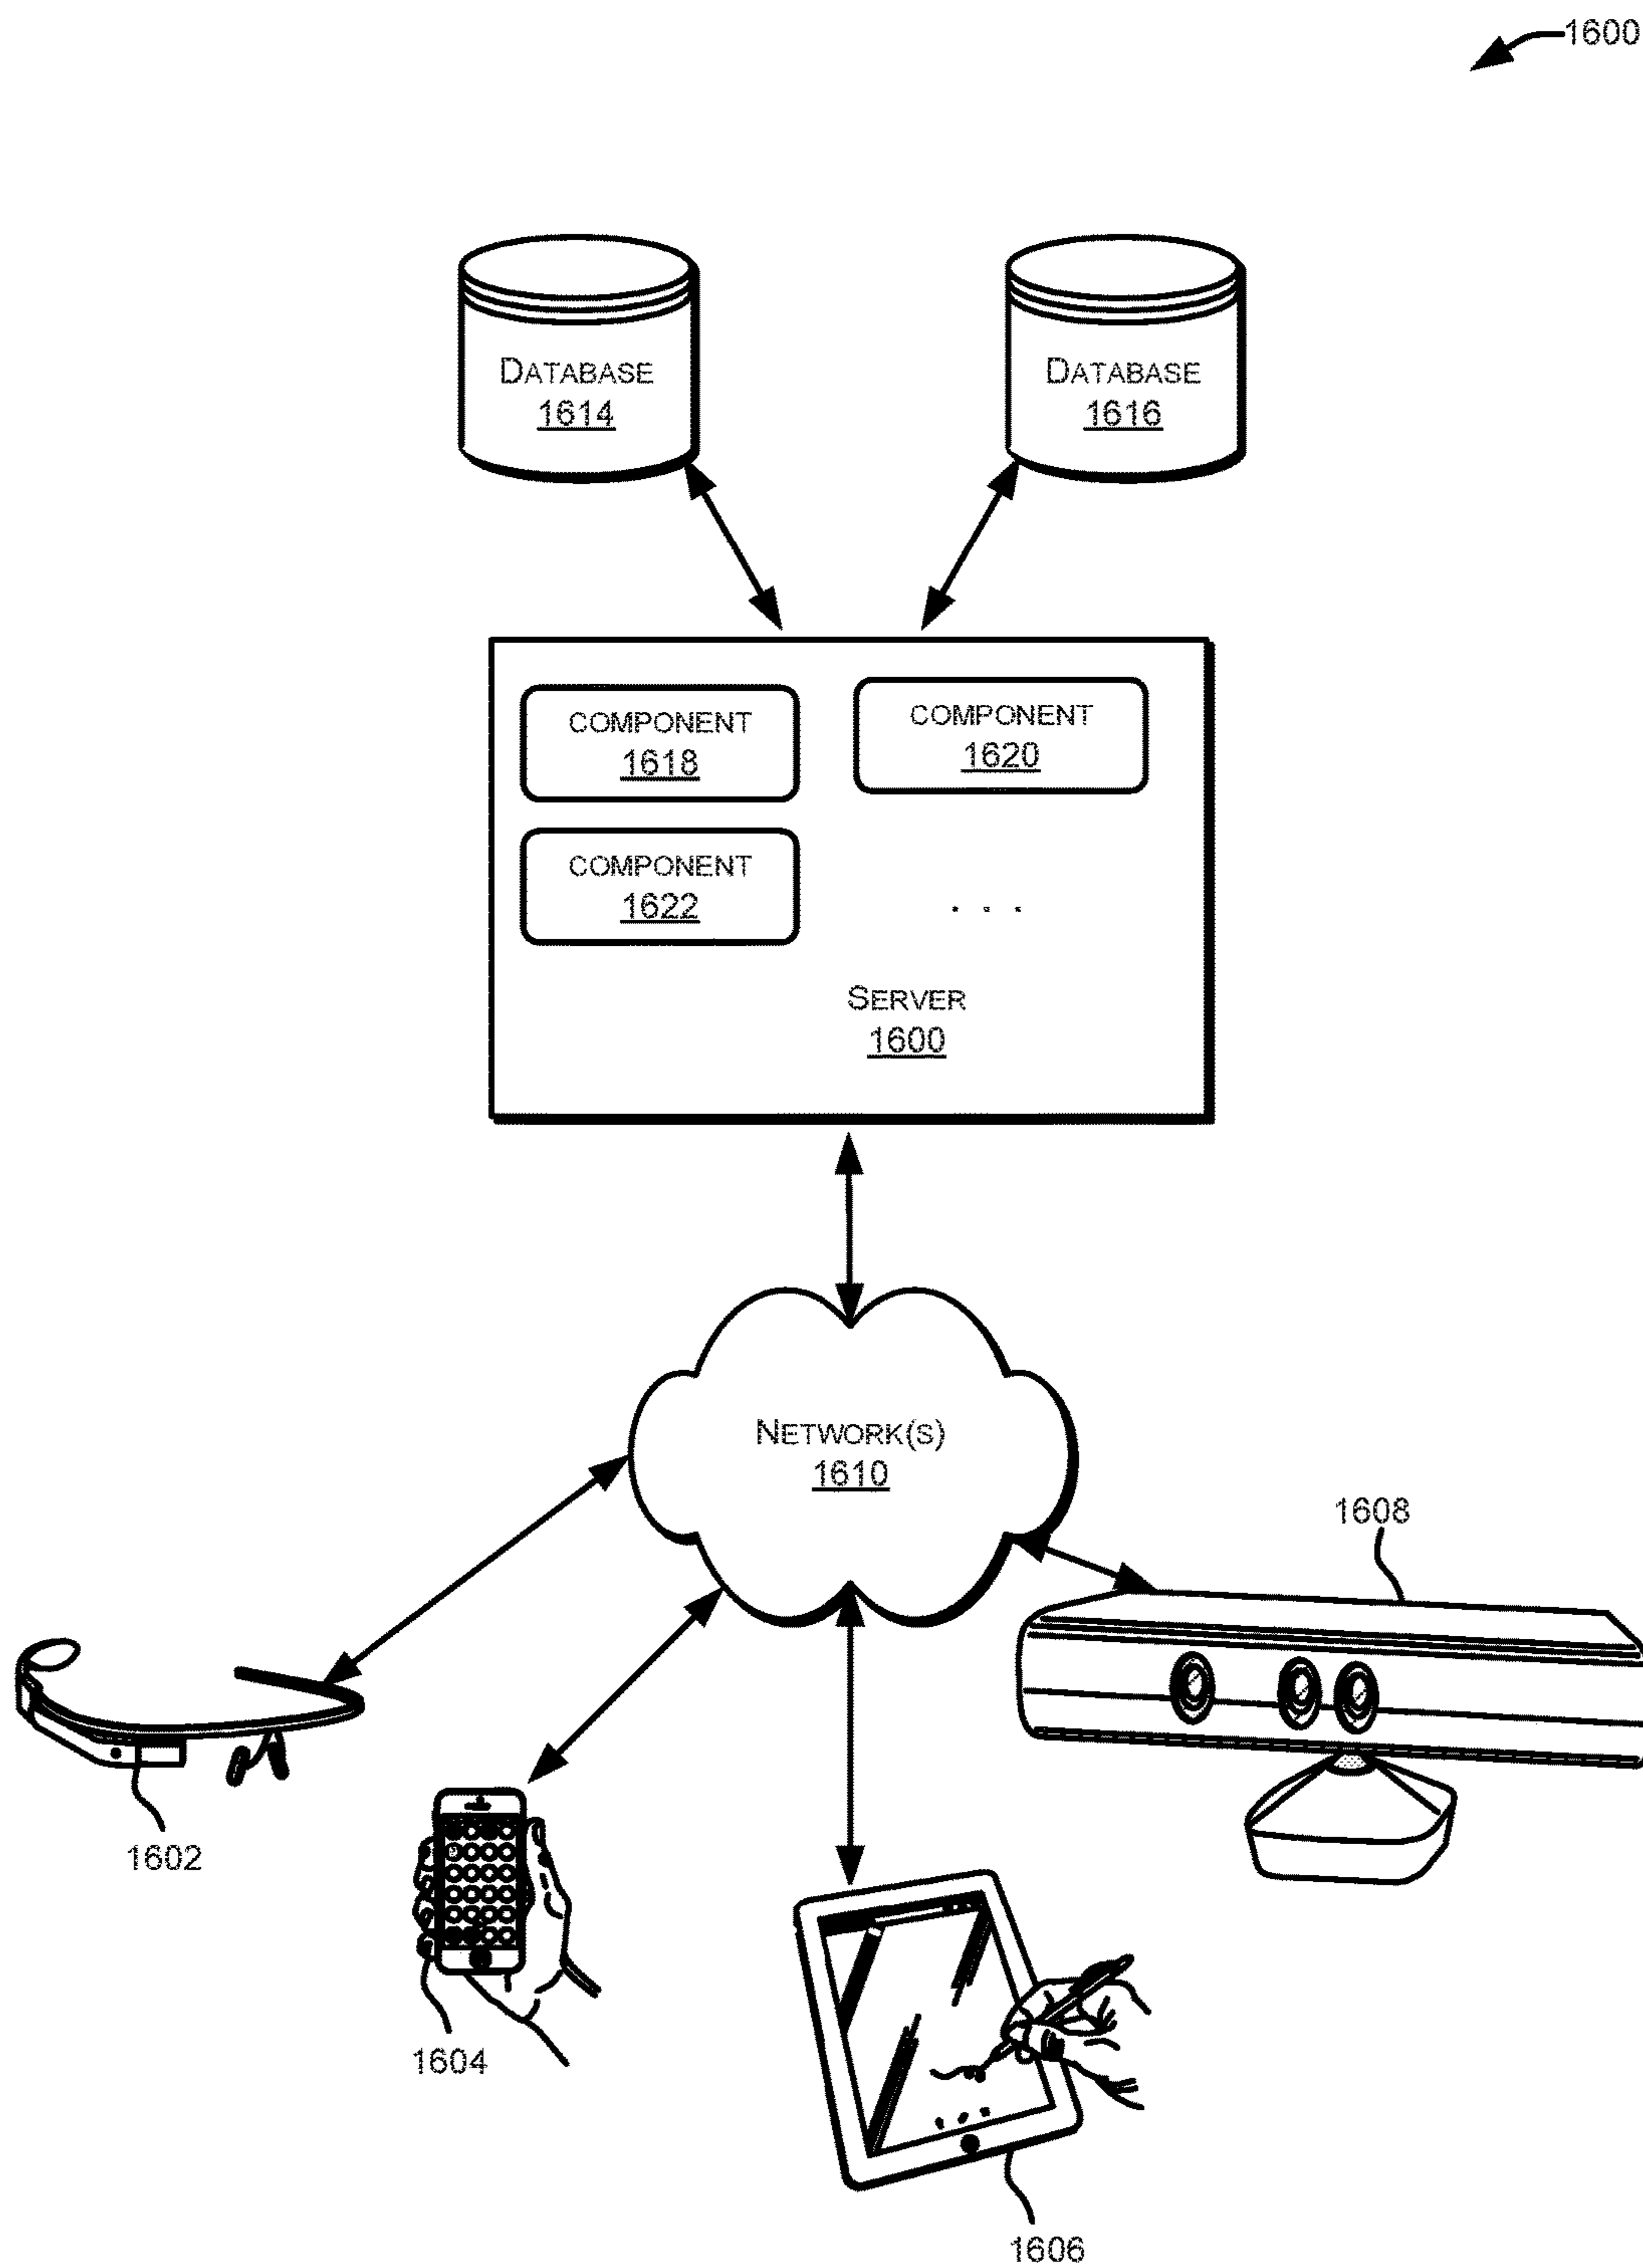 1600
DATABASE
1614
DATABASE
1616
COMPONENT
1618
COMPONENT
1620
COMPONENT
1622
. . .
SERVER
1600
NETWORK(S)
1610
1608
1602
1604
1606